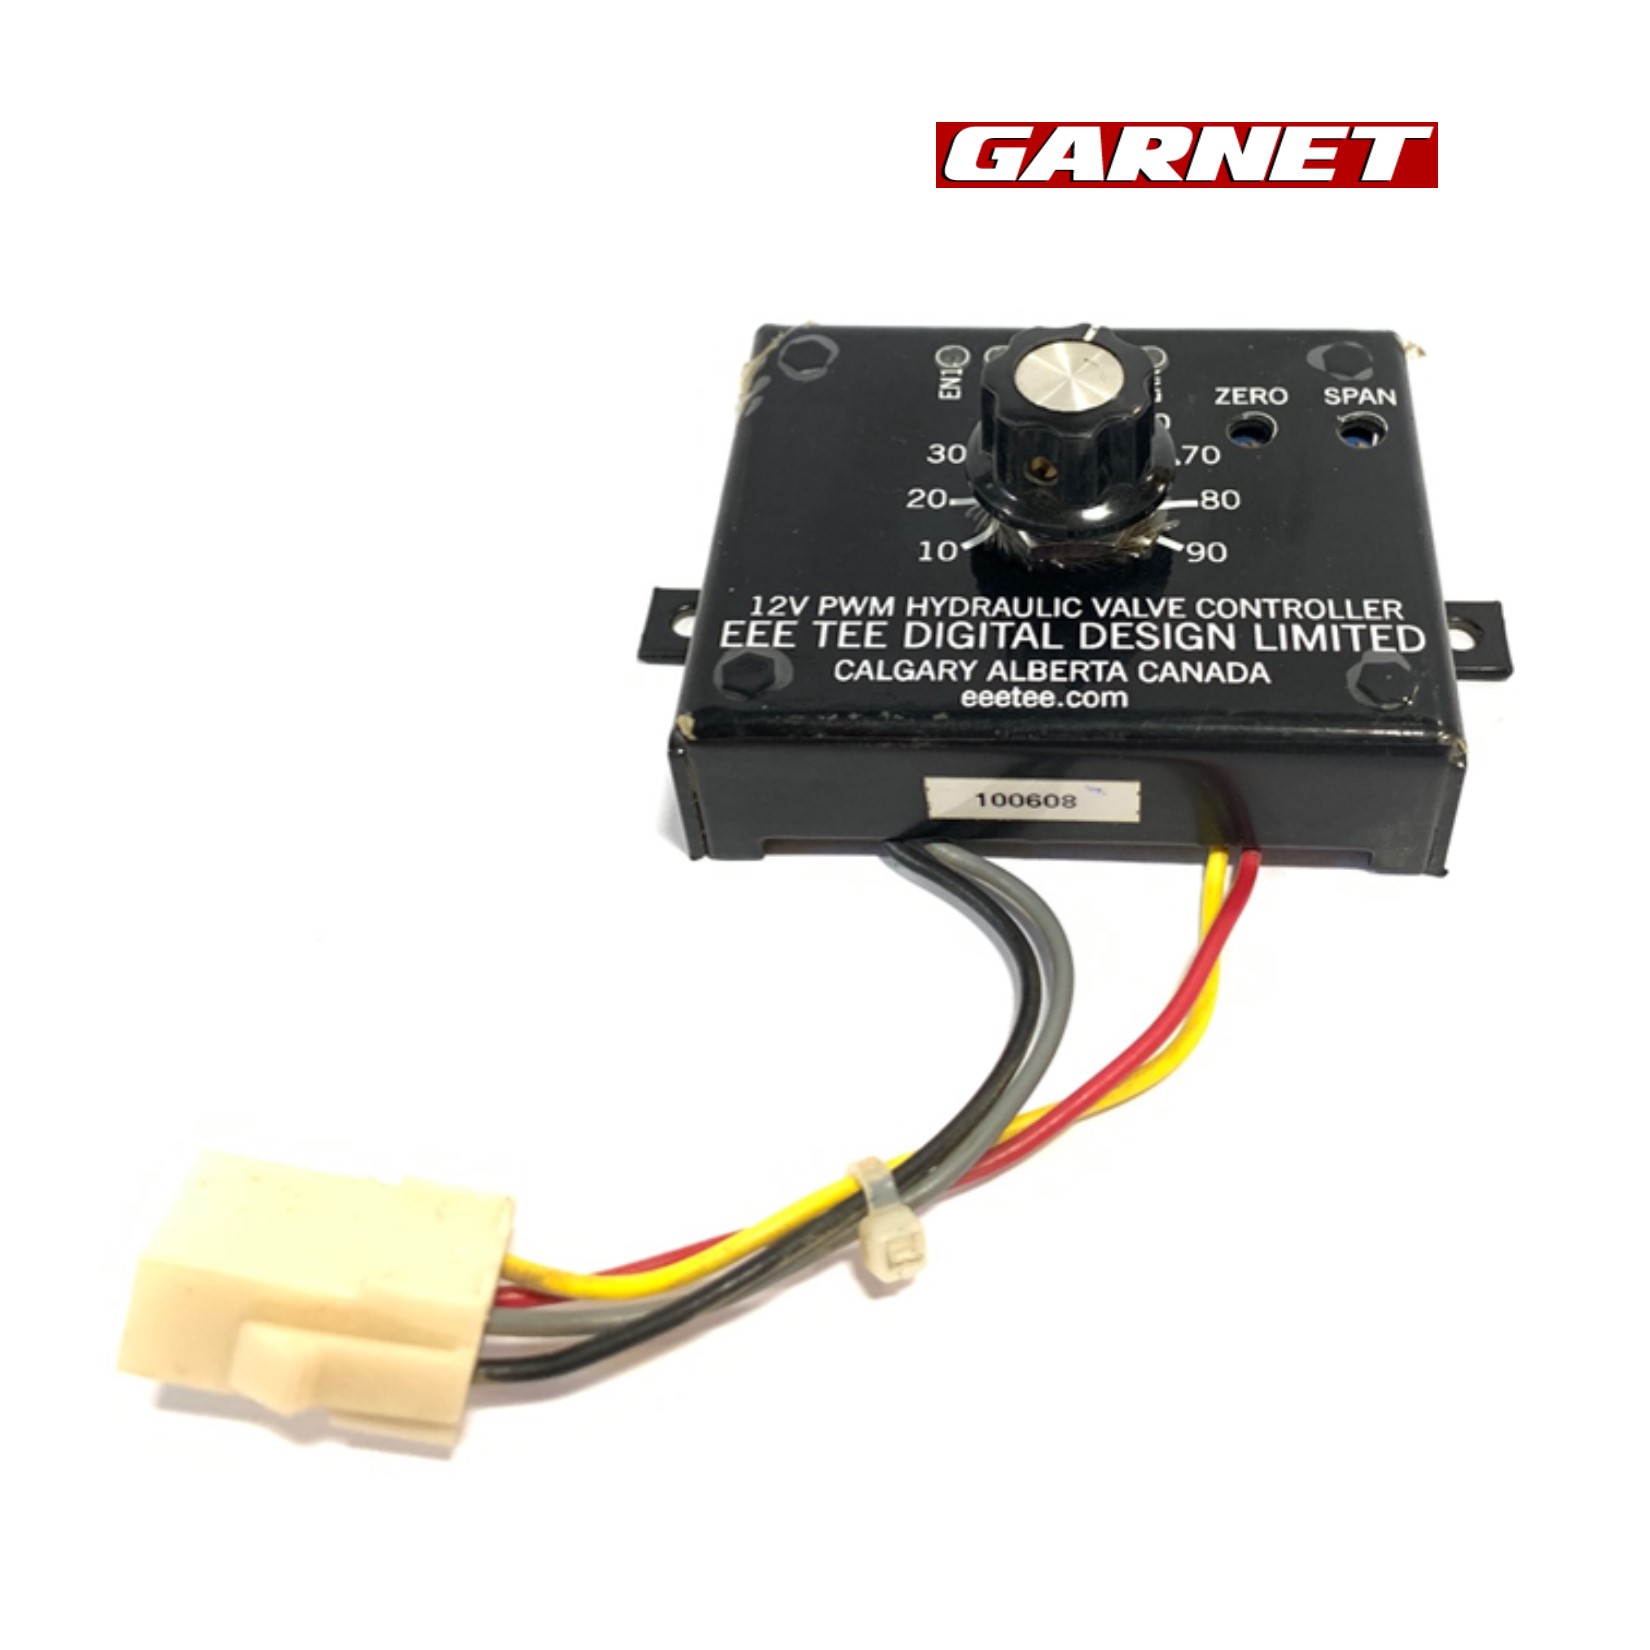 GARNET
EN1
ZERO SPAN
30 70
20 80
10 90
12V PWM HYDRAULIC VALVE CONTROLLER
EEE TEE DIGITAL DESIGN LIMITED
CALGARY ALBERTA CANADA
eeetee.com
100608